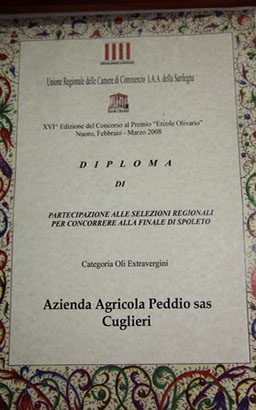 Unione Regionale delle Camere di Commercio I.A.A. della Sardegna
XVI° Edizione del Concorso al Premio "Ercole Olivario"
Nuoro, Febbraio - Marzo 2008
DIPLOMA
DI
PARTECIPAZIONE ALLE SELEZIONI REGIONALI
PER CONCORRERE ALLA FINALE DI SPOLETO
Categoria Oli Extravergini
Azienda Agricola Peddio sas
Cuglieri